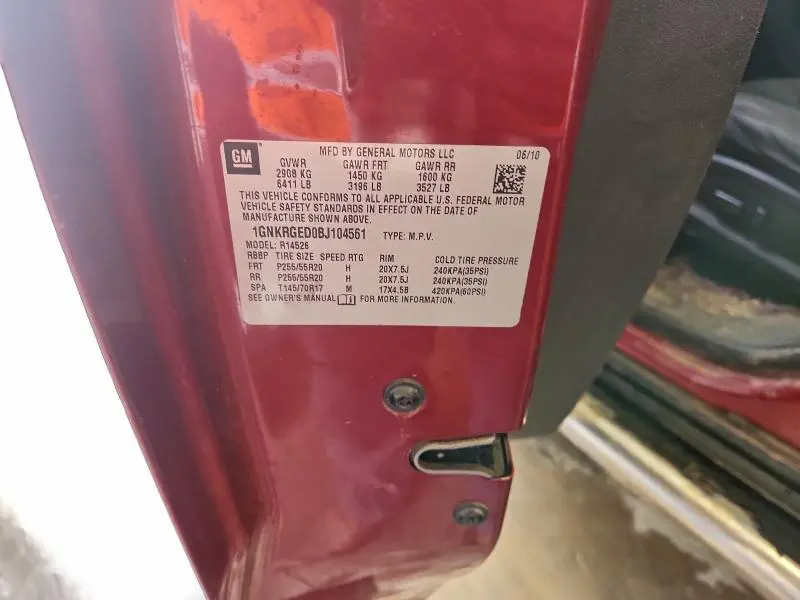 GM
MFD BY GENERAL MOTORS LLC 06/10
GVWR GAWR FRT GAWR RR
2908 KG 1450 KG 1600 KG
6411 LB 3196 LB 3527 LB
THIS VEHICLE CONFORMS TO ALL APPLICABLE U.S. FEDERAL MOTOR
VEHICLE SAFETY STANDARDS IN EFFECT ON THE DATE OF
MANUFACTURE SHOWN ABOVE.
1GNKRGED0BJ104561 TYPE: M.P.V.
MODEL: R14526
RBBP TIRE SIZE SPEED RTG RIM COLD TIRE PRESSURE
FRT P255/55R20 H 20X7.5J 240KPA(35PSI)
RR P255/55R20 H 20X7.5J 240KPA(35PSI)
SPA T145/70R17 M 17X4.5B 420KPA(60PSI)
SEE OWNER'S MANUAL FOR MORE INFORMATION.